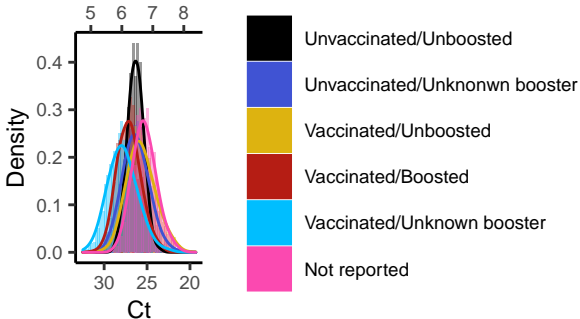 5 6 7 8
0.4
0.3
0.2
0.1
0.0
Density
30 25 20
Ct
Unvaccinated/Unboosted
Unvaccinated/Unknonwn booster
Vaccinated/Unboosted
Vaccinated/Boosted
Vaccinated/Unknown booster
Not reported